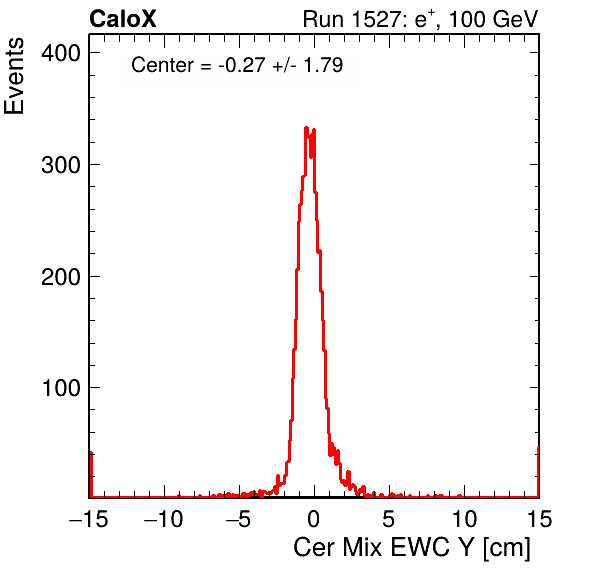 CaloX Run 1527: e⁺, 100 GeV
Events
Center = -0.27 +/- 1.79
400
300
200
100
−15 −10 −5 0 5 10 15
Cer Mix EWC Y [cm]